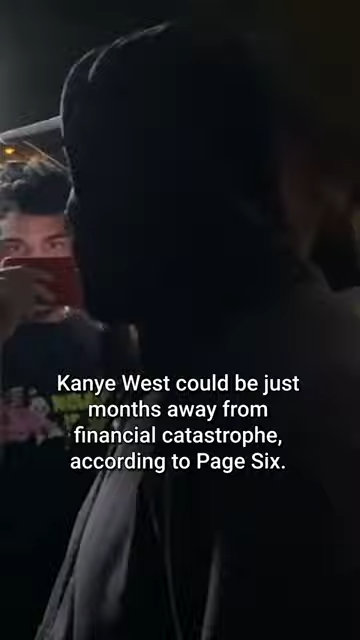 Kanye West could be just
months away from
financial catastrophe,
according to Page Six.